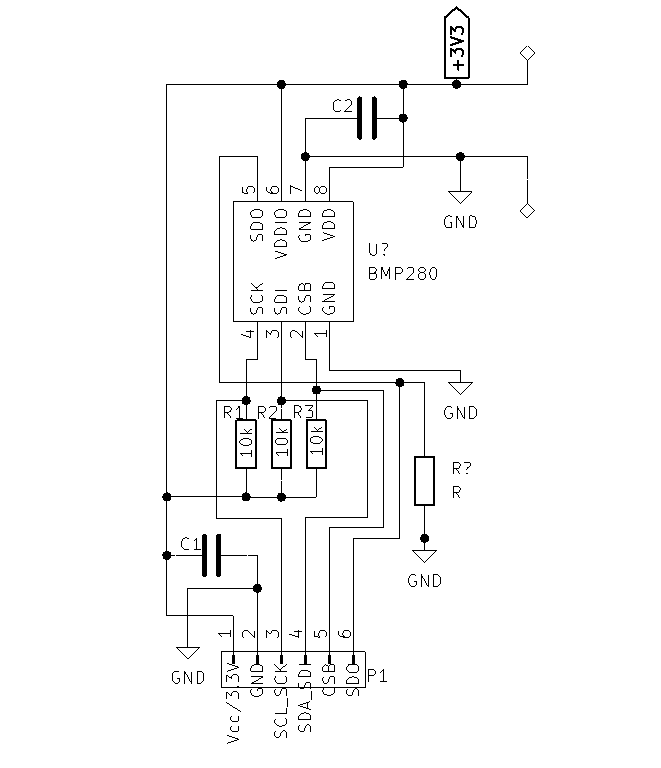 +3V3
C2
5
6
7
8
SDO
VDDIO
GND
VDD
GND
U?
BMP280
SCK
SDI
CSB
GND
4
3
2
1
GND
R1
R2
R3
10k
10k
10k
R?
R
C1
GND
1
2
3
4
5
6
GND
P1
Vcc/3.3V
GND
SCL_SCK
SDA_SDI
CSB
SDO